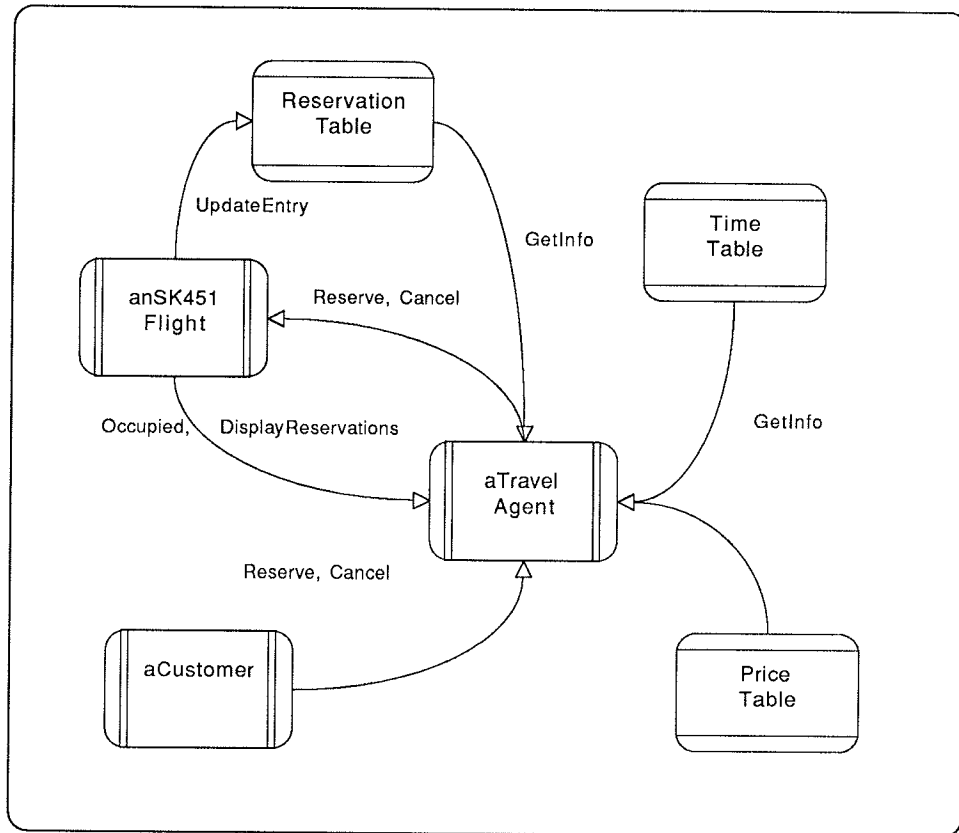 Reservation
Table
UpdateEntry
GetInfo
Time
Table
anSK451
Flight
Reserve, Cancel
Occupied, DisplayReservations
GetInfo
aTravel
Agent
Reserve, Cancel
aCustomer
Price
Table